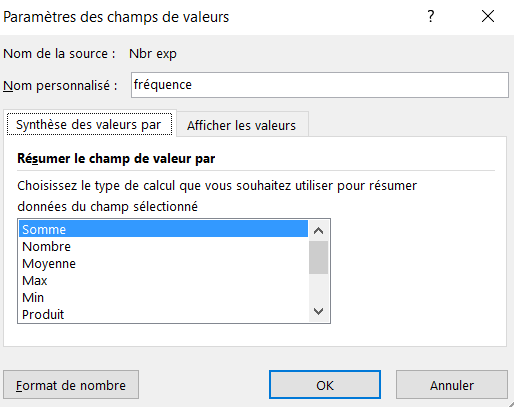 Paramètres des champs de valeurs ?
Nom de la source : Nbr exp
Nom personnalisé : fréquence
Synthèse des valeurs par Afficher les valeurs
Résumer le champ de valeur par
Choisissez le type de calcul que vous souhaitez utiliser pour résumer
données du champ sélectionné
Somme
Nombre
Moyenne
Max
Min
Produit
Format de nombre OK Annuler